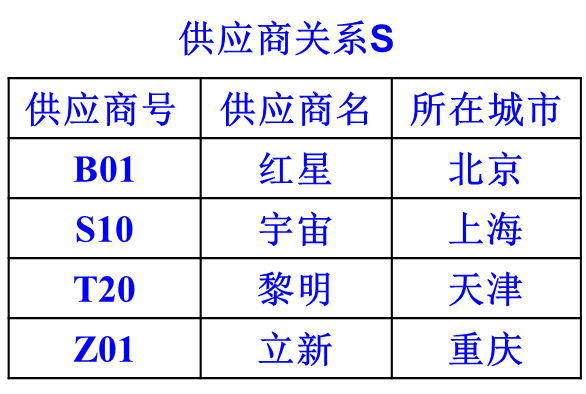 供应商关系S
供应商号 供应商名 所在城市
B01 红星 北京
S10 宇宙 上海
T20 黎明 天津
Z01 立新 重庆